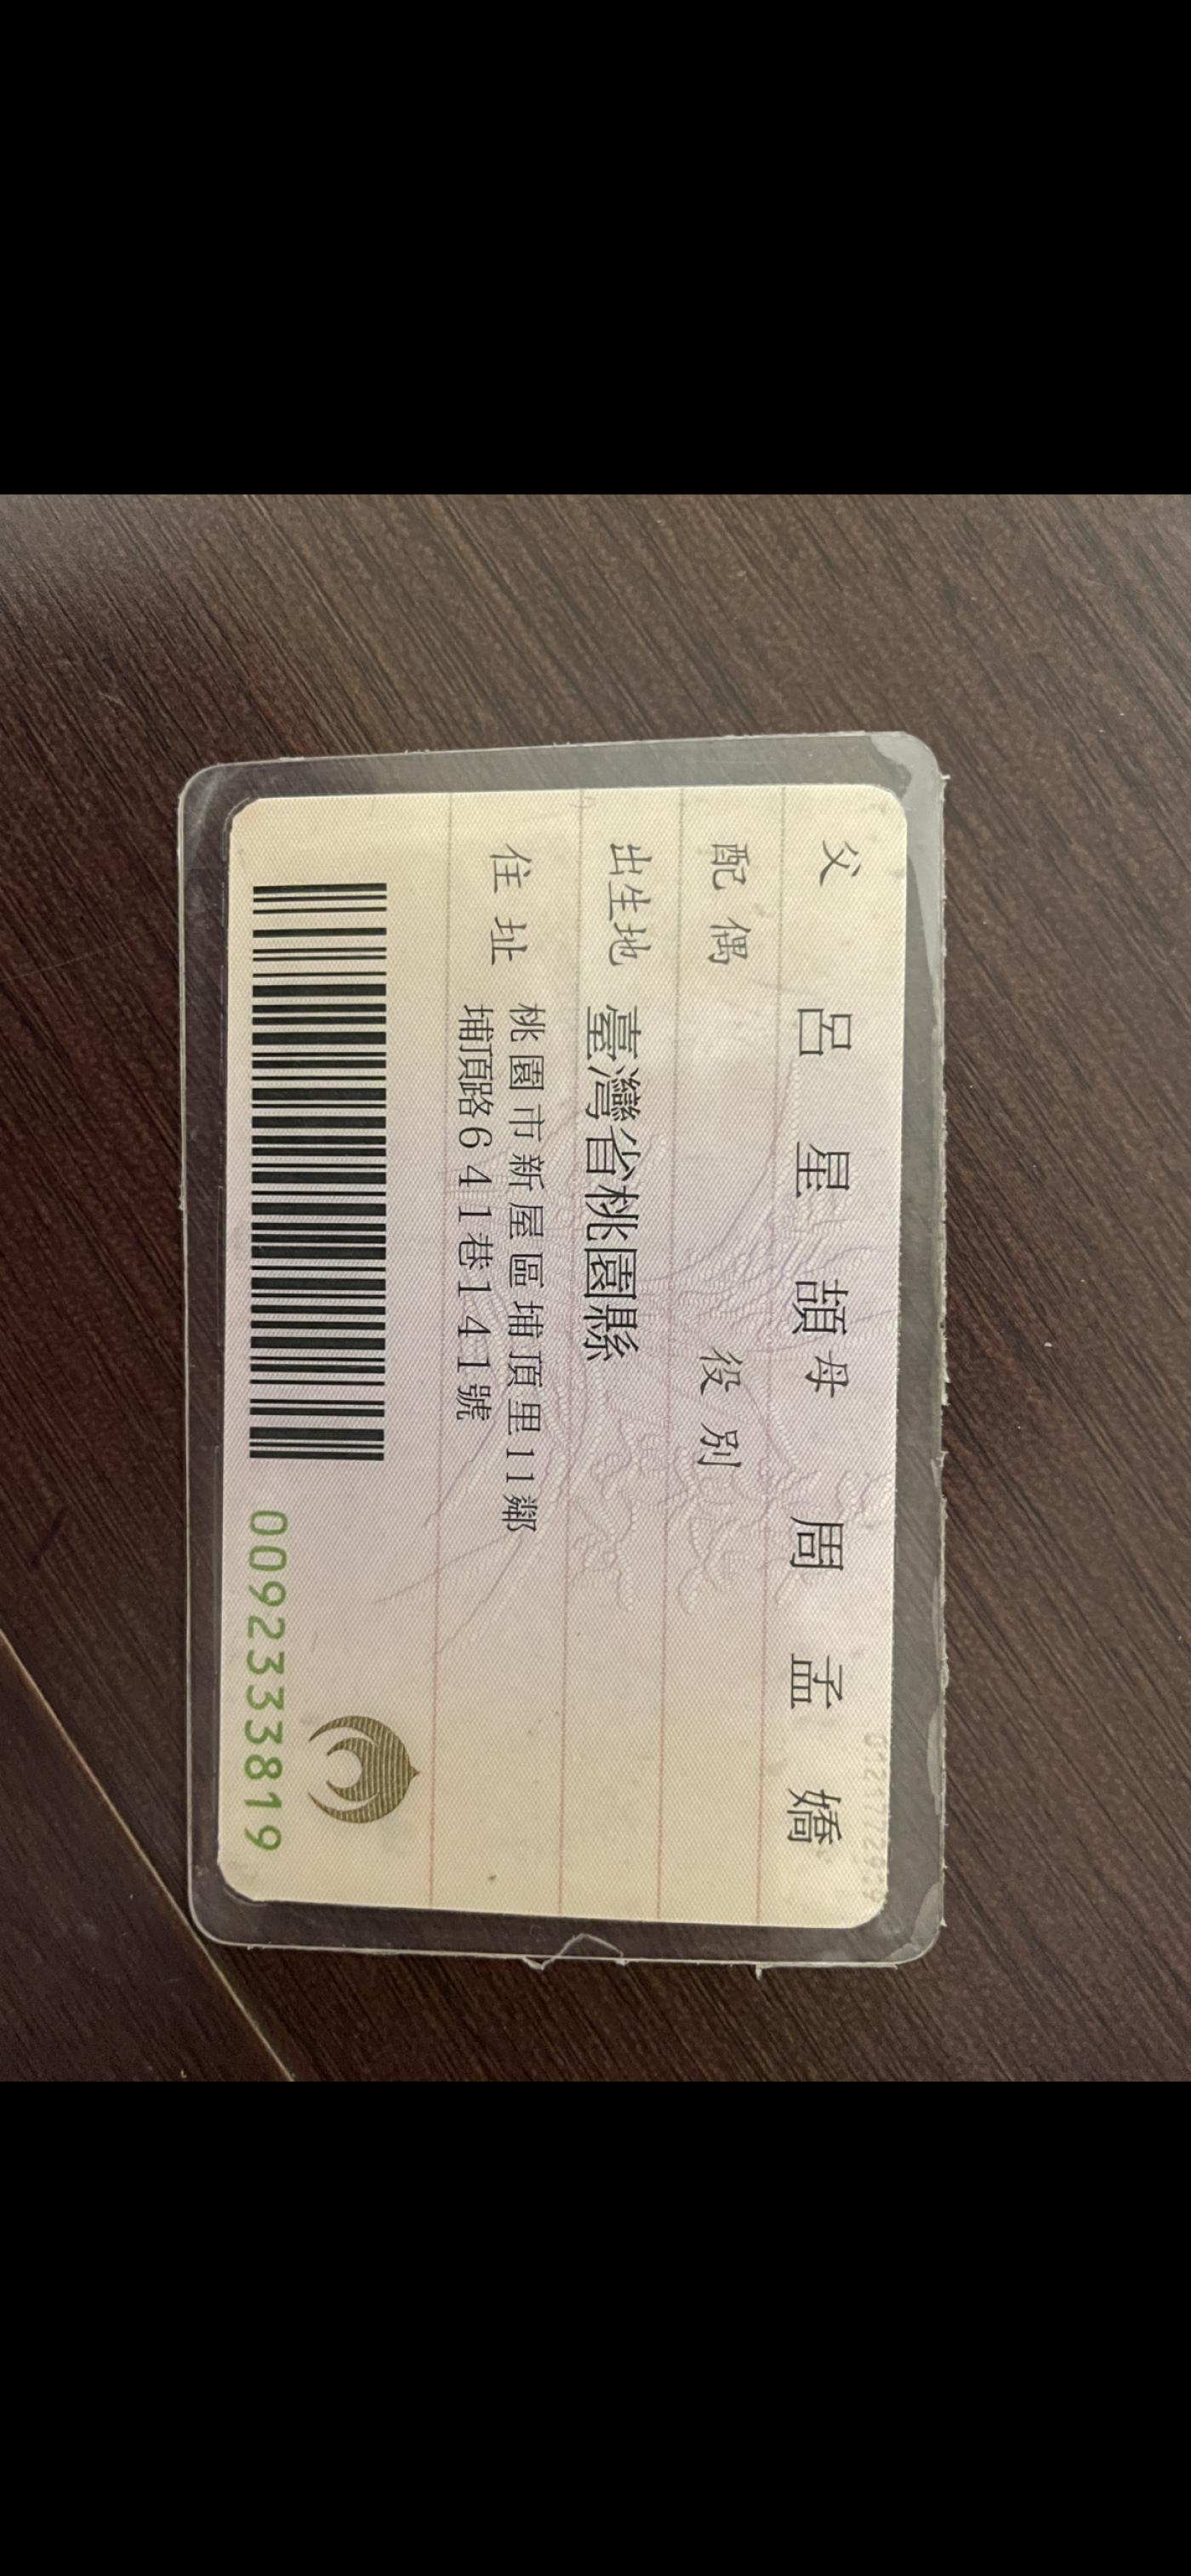 父 呂星頡 母 周孟嬌
配偶 役別
出生地 臺灣省桃園縣
住址 桃園市新屋區埔頂里11鄰
埔頂路641巷141號
0092333819